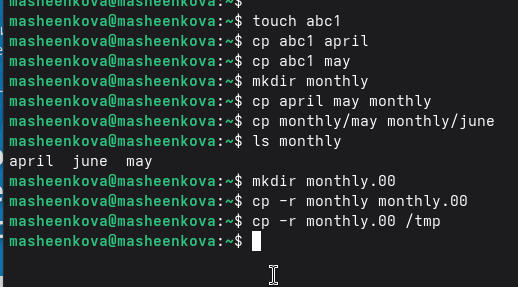 masheenkova@masheenkova:~$
masheenkova@masheenkova:~$ touch abc1
masheenkova@masheenkova:~$ cp abc1 april
masheenkova@masheenkova:~$ cp abc1 may
masheenkova@masheenkova:~$ mkdir monthly
masheenkova@masheenkova:~$ cp april may monthly
masheenkova@masheenkova:~$ cp monthly/may monthly/june
masheenkova@masheenkova:~$ ls monthly
april  june  may
masheenkova@masheenkova:~$ mkdir monthly.00
masheenkova@masheenkova:~$ cp -r monthly monthly.00
masheenkova@masheenkova:~$ cp -r monthly.00 /tmp
masheenkova@masheenkova:~$